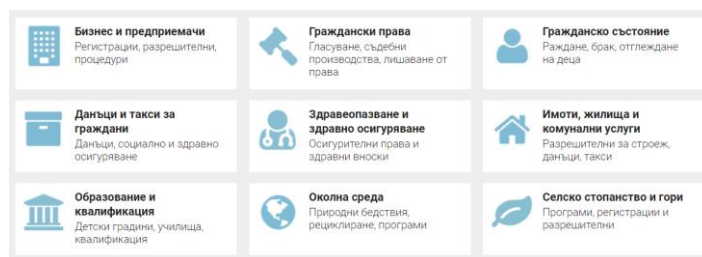 Бизнес и предприемачи
Регистрации, разрешителни,
процедури
Граждански права
Гласуване, съдебни
производства, лишаване от
права
Гражданско състояние
Раждане, брак, отглеждане
на деца
Данъци и такси за
граждани
Данъци, социално и здравно
осигуряване
Здравеопазване и
здравно осигуряване
Осигурителни права и
здравни вноски
Имоти, жилища и
комунални услуги
Разрешителни за строеж,
данъци, такси
Образование и
квалификация
Детски градини, училища,
квалификация
Околна среда
Природни бедствия,
рециклиране, програми
Селско стопанство и гори
Програми, регистрации и
разрешителни